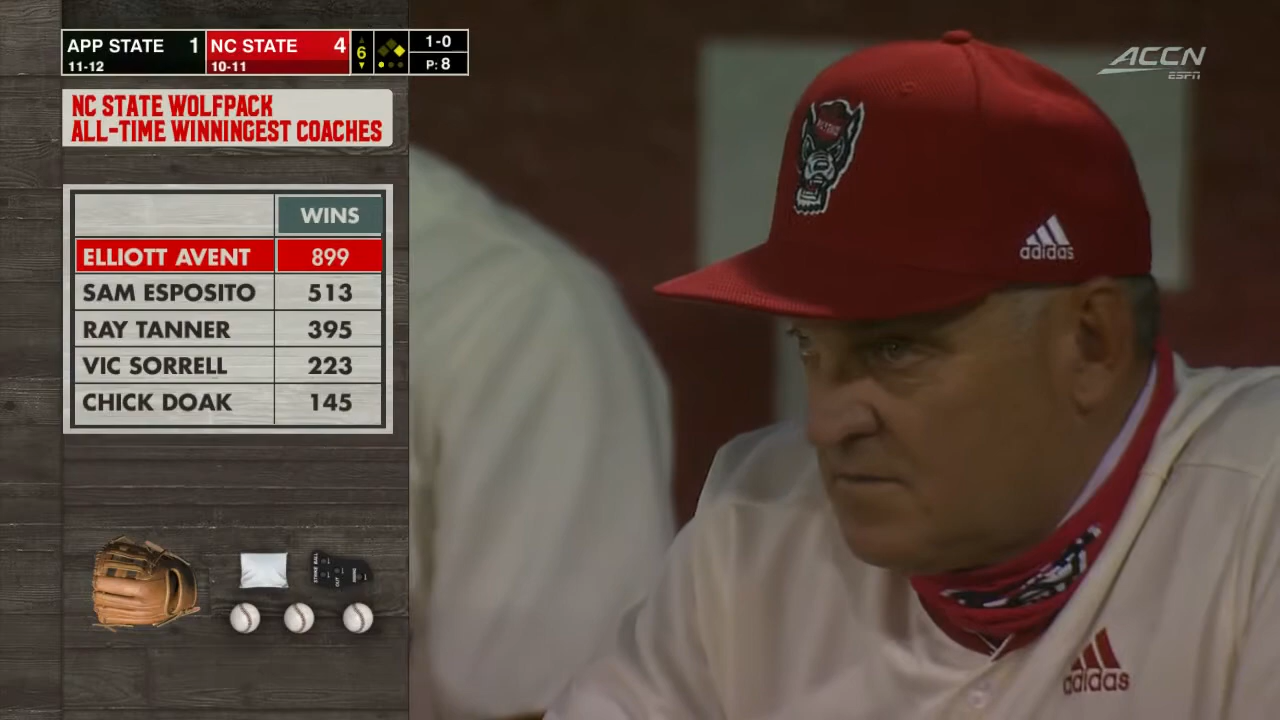 APP STATE 1 NC STATE 4 6 1-0
11-12 10-11 P: 8
ACCN
ESPN
NC STATE WOLFPACK
ALL-TIME WINNINGEST COACHES
WINS
ELLIOTT AVENT 899
SAM ESPOSITO 513
RAY TANNER 395
VIC SORRELL 223
CHICK DOAK 145
adidas
adidas